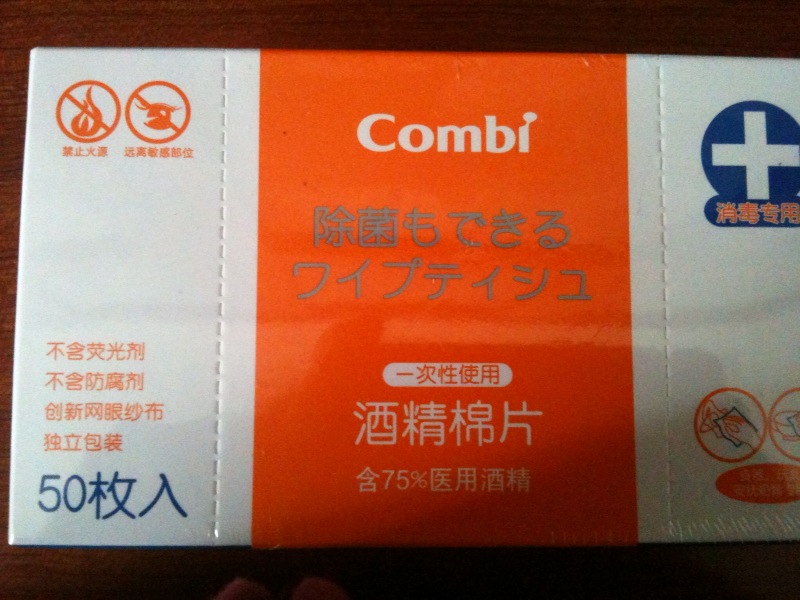 禁止火源
远离敏感部位
不含荧光剂
不含防腐剂
创新网眼纱布
独立包装
50枚入
Combi
除菌もできる
ワイプティシュ
一次性使用
酒精棉片
含75%医用酒精
消毒专用